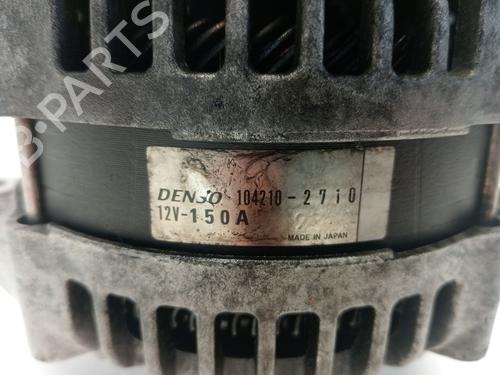 DENSO 104210-2710
12V-150A
MADE IN JAPAN
B-PARTS